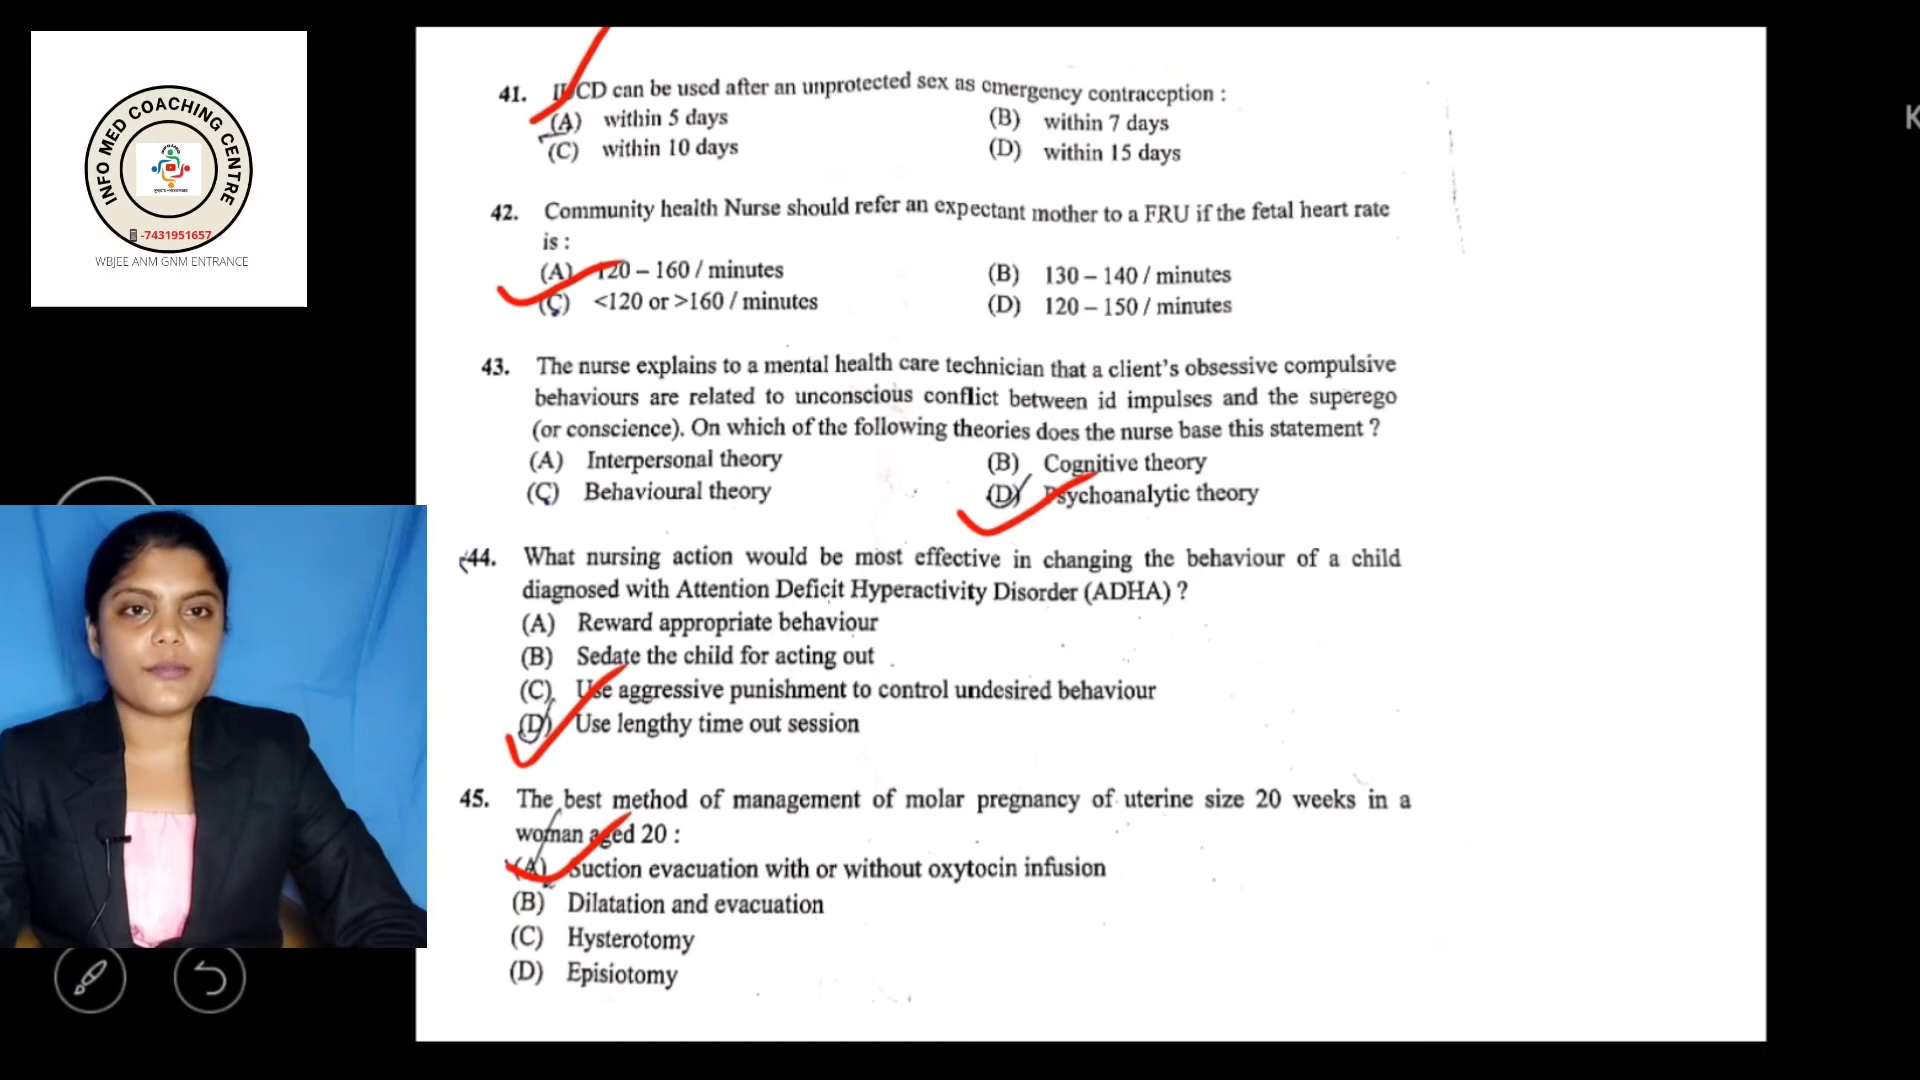 INFO MED COACHING CENTRE
-7431951657
WBJEE ANM GNM ENTRANCE
K
41. IUCD can be used after an unprotected sex as emergency contraception :
(A) within 5 days (B) within 7 days
(C) within 10 days (D) within 15 days
42. Community health Nurse should refer an expectant mother to a FRU if the fetal heart rate
is :
(A) 120 – 160 / minutes (B) 130 – 140 / minutes
(C) <120 or >160 / minutes (D) 120 – 150 / minutes
43. The nurse explains to a mental health care technician that a client's obsessive compulsive
behaviours are related to unconscious conflict between id impulses and the superego
(or conscience). On which of the following theories does the nurse base this statement ?
(A) Interpersonal theory (B) Cognitive theory
(C) Behavioural theory (D) Psychoanalytic theory
44. What nursing action would be most effective in changing the behaviour of a child
diagnosed with Attention Deficit Hyperactivity Disorder (ADHA) ?
(A) Reward appropriate behaviour
(B) Sedate the child for acting out
(C) Use aggressive punishment to control undesired behaviour
(D) Use lengthy time out session
45. The best method of management of molar pregnancy of uterine size 20 weeks in a
woman aged 20 :
(A) Suction evacuation with or without oxytocin infusion
(B) Dilatation and evacuation
(C) Hysterotomy
(D) Episiotomy